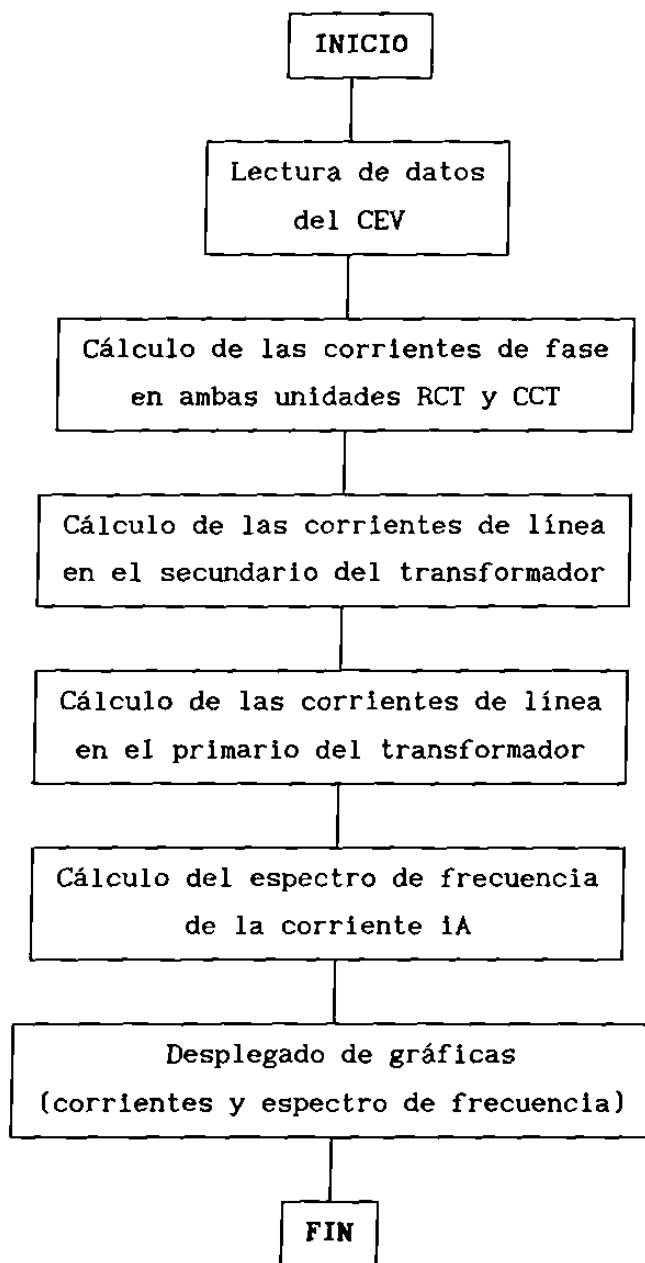 INICIO
Lectura de datos
del CEV
Cálculo de las corrientes de fase
en ambas unidades RCT y CCT
Cálculo de las corrientes de línea
en el secundario del transformador
Cálculo de las corrientes de línea
en el primario del transformador
Cálculo del espectro de frecuencia
de la corriente iA
Desplegado de gráficas
(corrientes y espectro de frecuencia)
FIN